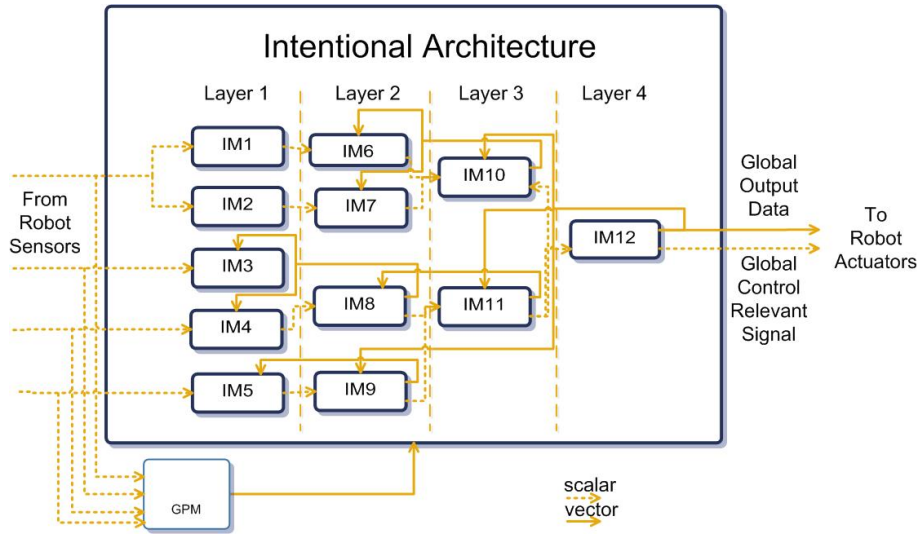 Intentional Architecture
Layer 1
Layer 2
Layer 3
Layer 4
From
Robot
Sensors
IM1
IM2
IM3
IM4
IM5
IM6
IM7
IM8
IM9
IM10
IM11
IM12
Global
Output
Data
Global
Control
Relevant
Signal
To
Robot
Actuators
GPM
scalar
vector